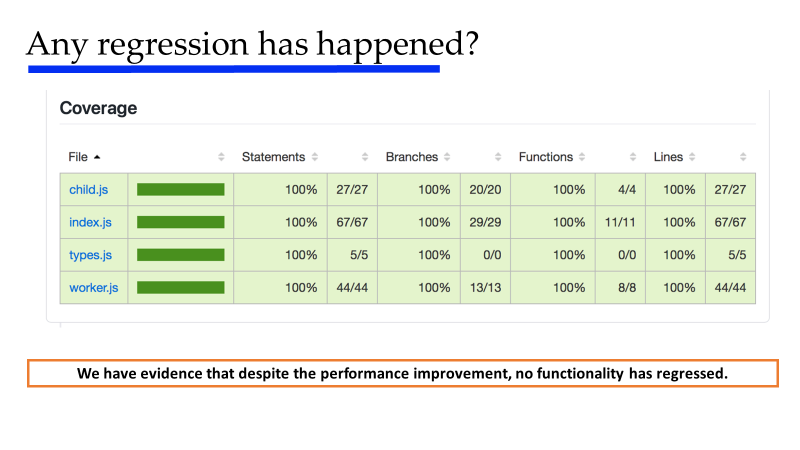 Any regression has happened?
Coverage
File Statements Branches Functions Lines
child.js 100% 27/27 100% 20/20 100% 4/4 100% 27/27
index.js 100% 67/67 100% 29/29 100% 11/11 100% 67/67
types.js 100% 5/5 100% 0/0 100% 0/0 100% 5/5
worker.js 100% 44/44 100% 13/13 100% 8/8 100% 44/44
We have evidence that despite the performance improvement, no functionality has regressed.